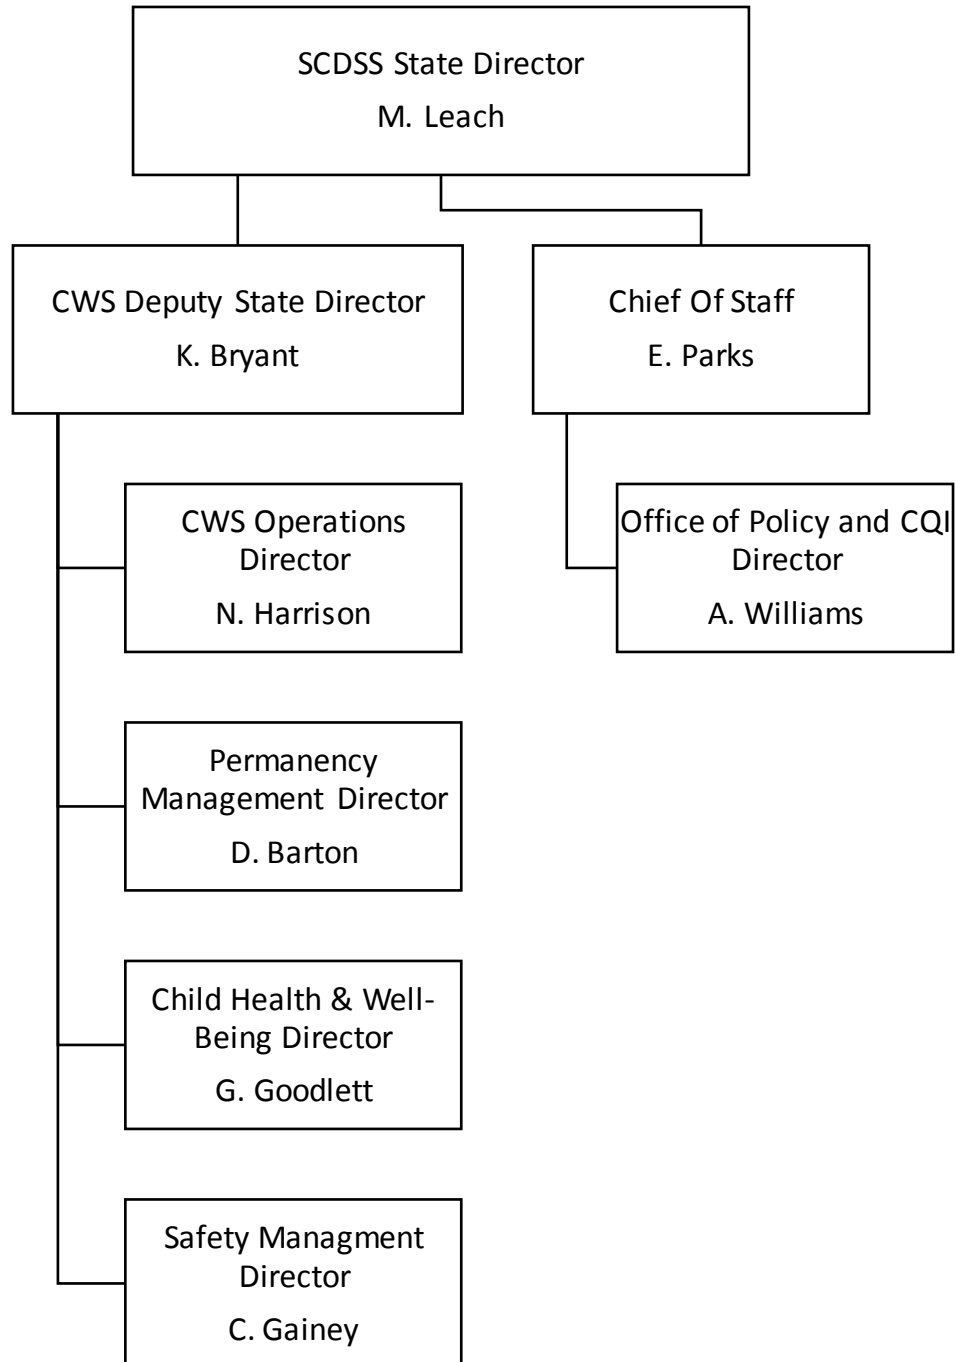 SCDSS State Director
M. Leach
CWS Deputy State Director
K. Bryant
Chief Of Staff
E. Parks
CWS Operations
Director
N. Harrison
Office of Policy and CQI
Director
A. Williams
Permanency
Management Director
D. Barton
Child Health & Well-
Being Director
G. Goodlett
Safety Managment
Director
C. Gainey